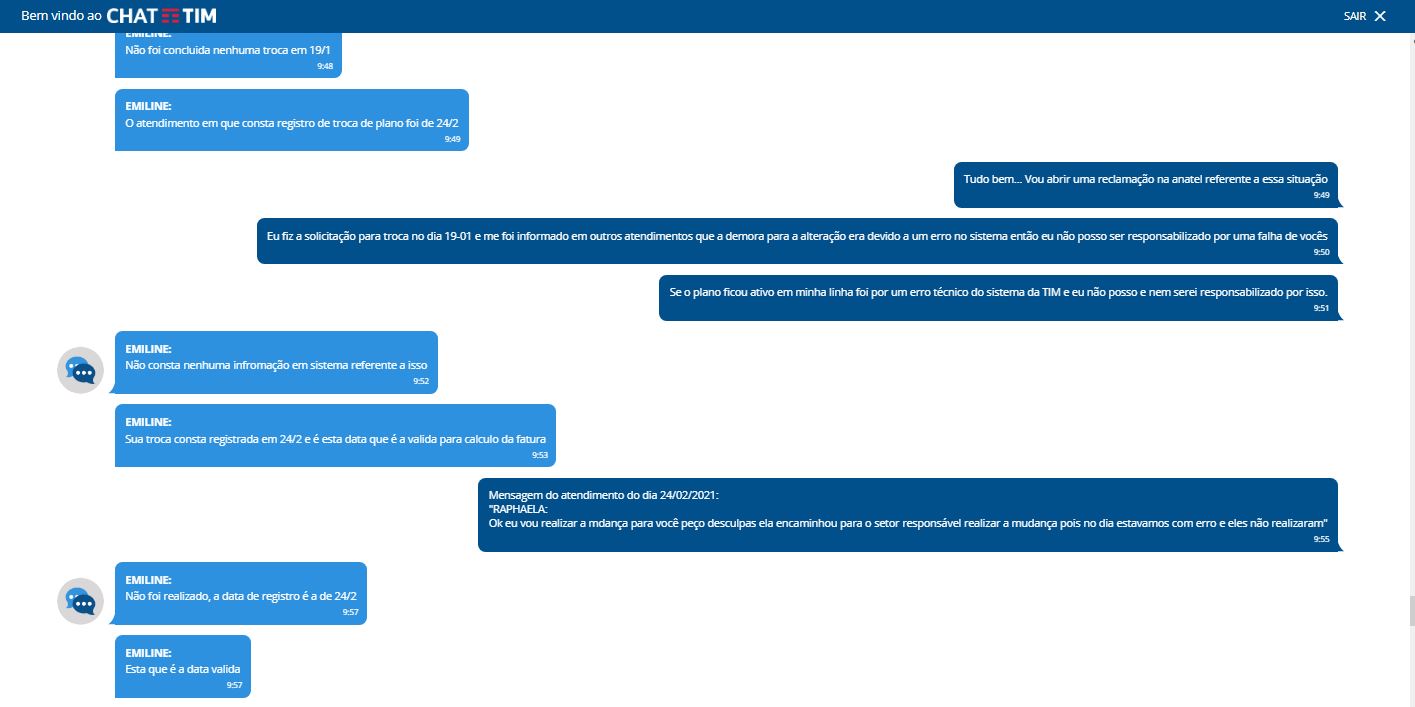 Bem vindo ao CHAT TIM
SAIR
EMILINE:
Não foi concluida nenhuma troca em 19/1
9:48
EMILINE:
O atendimento em que consta registro de troca de plano foi de 24/2
9:49
Tudo bem... Vou abrir uma reclamação na anatel referente a essa situação
9:49
Eu fiz a solicitação para troca no dia 19-01 e me foi informado em outros atendimentos que a demora para a alteração era devido a um erro no sistema então eu não posso ser responsabilizado por uma falha de vocês
9:50
Se o plano ficou ativo em minha linha foi por um erro técnico do sistema da TIM e eu não posso e nem serei responsabilizado por isso.
9:51
EMILINE:
Não consta nenhuma infromação em sistema referente a isso
9:52
EMILINE:
Sua troca consta registrada em 24/2 e é esta data que é a valida para calculo da fatura
9:53
Mensagem do atendimento do dia 24/02/2021:
"RAPHAELA:
Ok eu vou realizar a mdança para você peço desculpas ela encaminhou para o setor responsável realizar a mudança pois no dia estavamos com erro e eles não realizaram"
9:55
EMILINE:
Não foi realizado, a data de registro é a de 24/2
9:57
EMILINE:
Esta que é a data valida
9:57